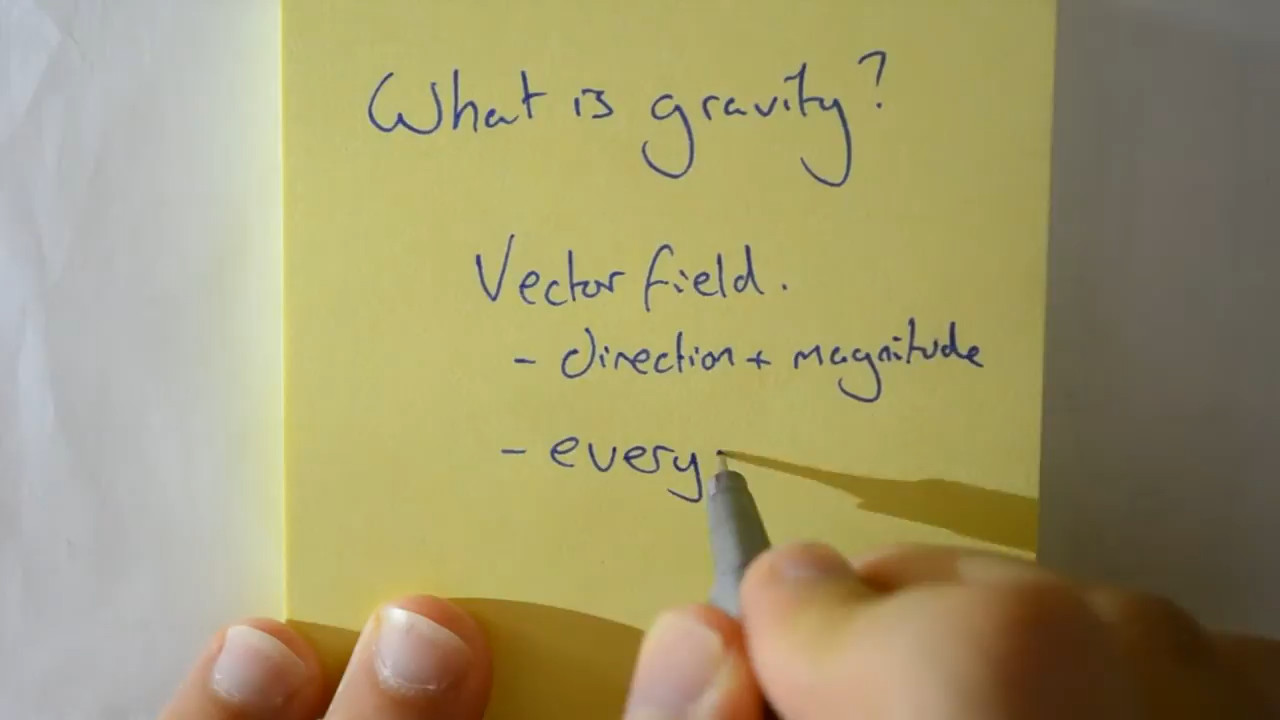 What is gravity?
Vector field.
- direction + magnitude
- every